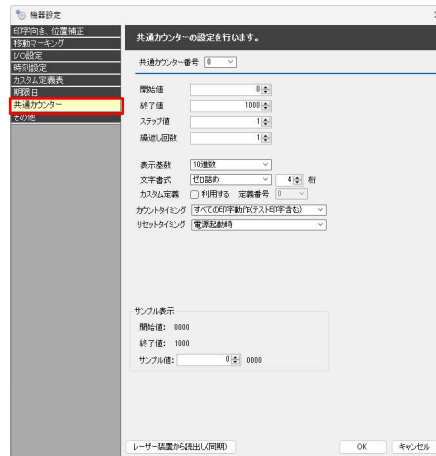 機器設定
印字向き、位置補正
移動マーキング
I/O設定
時刻設定
カスタム定義表
期限日
共通カウンター
その他
共通カウンターの設定を行います。
共通カウンター番号 0
開始値 0
終了値 1000
ステップ値 1
繰返し回数 1
表示基数 10進数
文字書式 ゼロ詰め 4 桁
カスタム定義 利用する 定義番号 0
カウントタイミング すべての印字動作(テスト印字含む)
リセットタイミング 電源起動時
サンプル表示
開始値: 0000
終了値: 1000
サンプル値: 0 0000
レーザー装置から読出し(同期) OK キャンセル